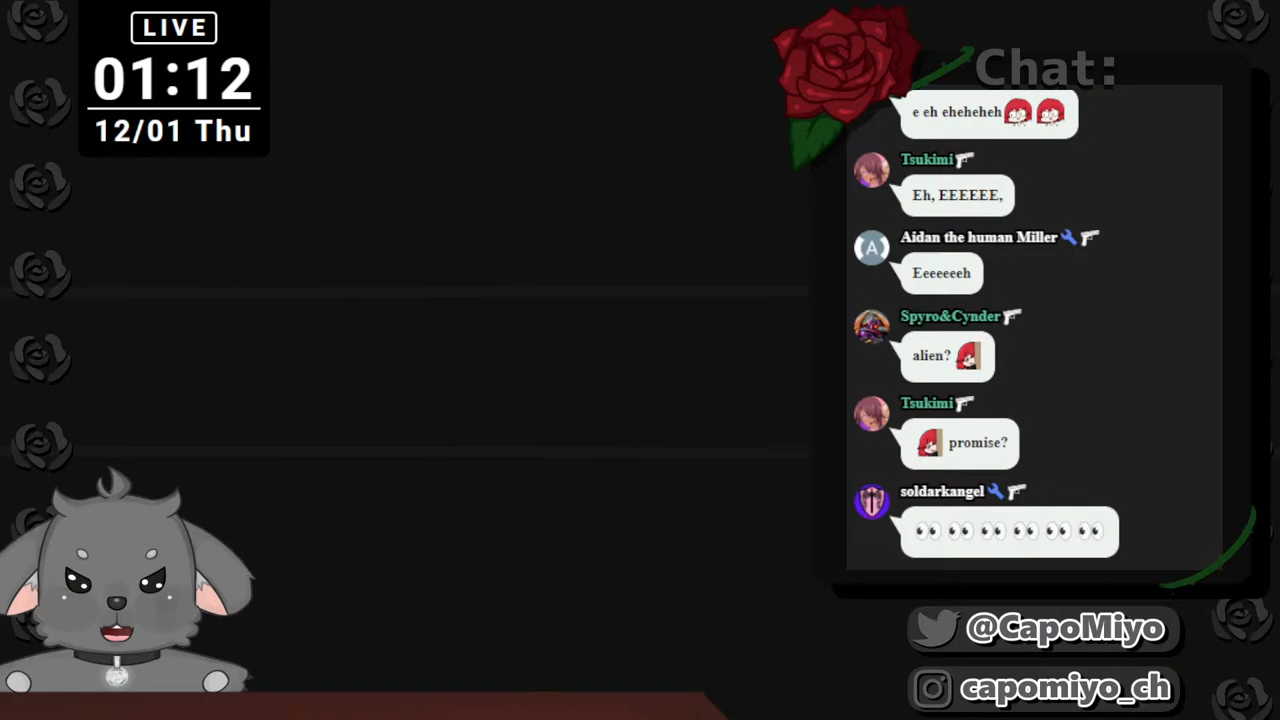 LIVE
01:12
12/01 Thu
Chat:
e eh eheheheh
Tsukimi
Eh, EEEEEE,
Aidan the human Miller
A
Eeeeeeeh
Spyro&Cynder
alien?
Tsukimi
promise?
soldarkangel
@CapoMiyo
capomiyo_ch